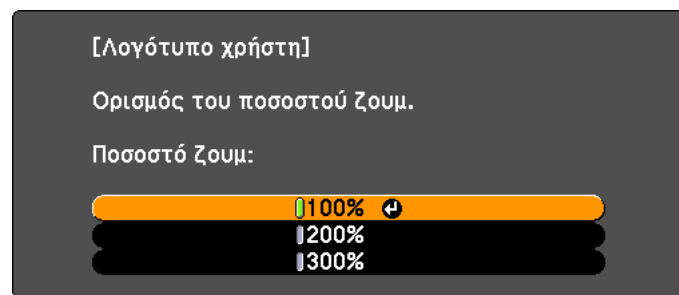 [Λογότυπο χρήστη]
Ορισμός του ποσοστού ζουμ.
Ποσοστό ζουμ:
100%
200%
300%